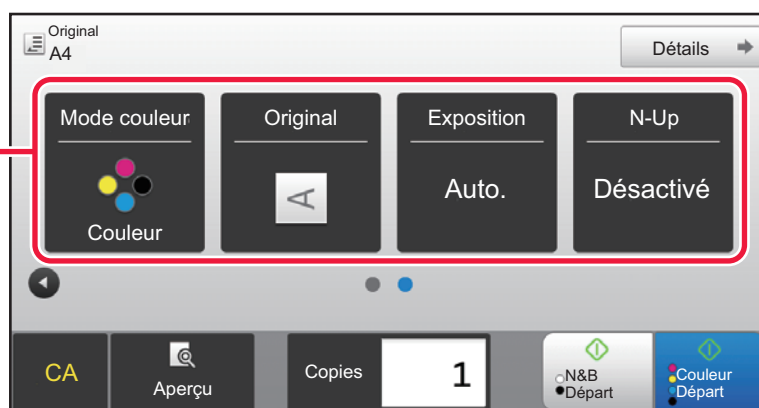 Original
A4
Détails
Mode couleur
Original
Exposition
N-Up
A
Auto.
Désactivé
Couleur
CA
Aperçu
Copies
1
N&B
Départ
Couleur
Départ